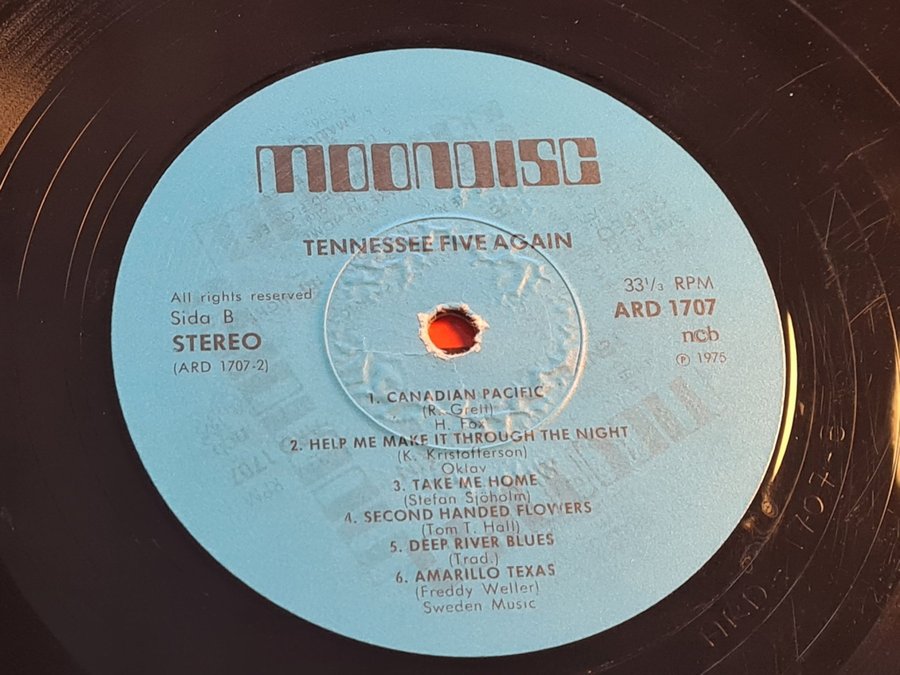 MOONDISC
TENNESSEE FIVE AGAIN
All rights reserved
Sida B
STEREO
(ARD 1707-2)
33⅓ RPM
ARD 1707
ncb
℗ 1975
1. CANADIAN PACIFIC
(R. Grett)
H. Fox
2. HELP ME MAKE IT THROUGH THE NIGHT
(K. Kristofferson)
Oklav
3. TAKE ME HOME
(Stefan Sjöholm)
4. SECOND HANDED FLOWERS
(Tom T. Hall)
5. DEEP RIVER BLUES
(Trad.)
6. AMARILLO TEXAS
(Freddy Weller)
Sweden Music
ARD-1707-B